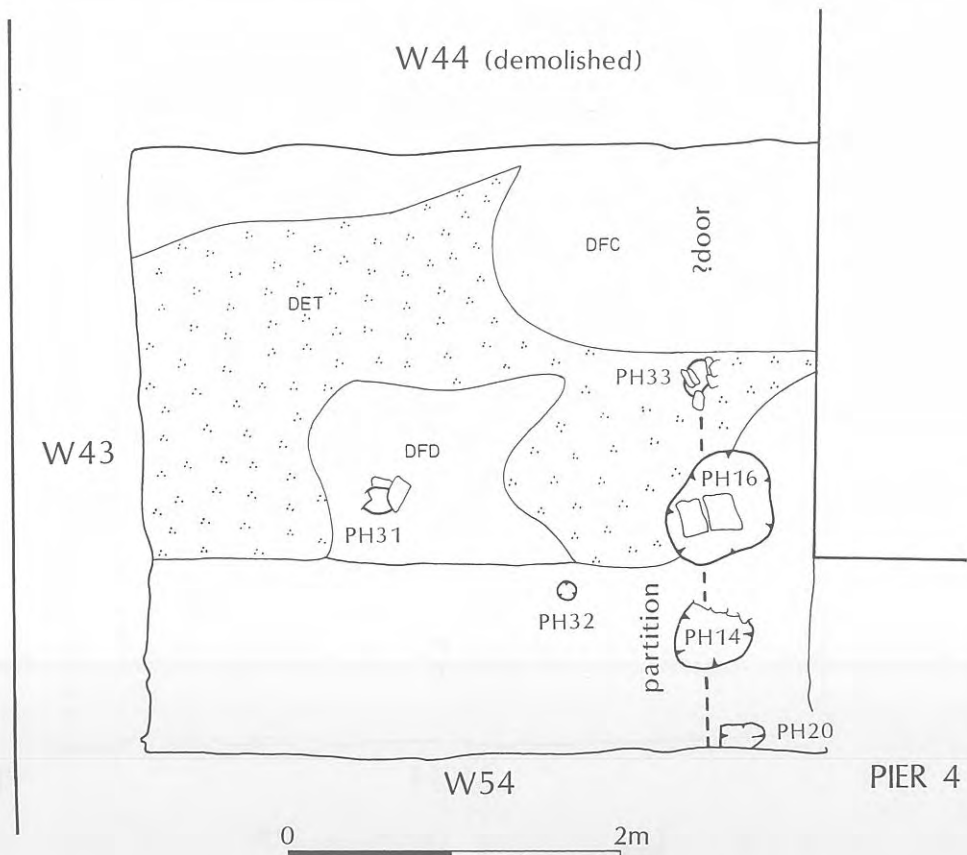 W44 (demolished)
?door
DFC
DET
PH33
W43
DFD
PH16
PH31
PH32
partition
PH14
PH20
W54
PIER 4
0 2m